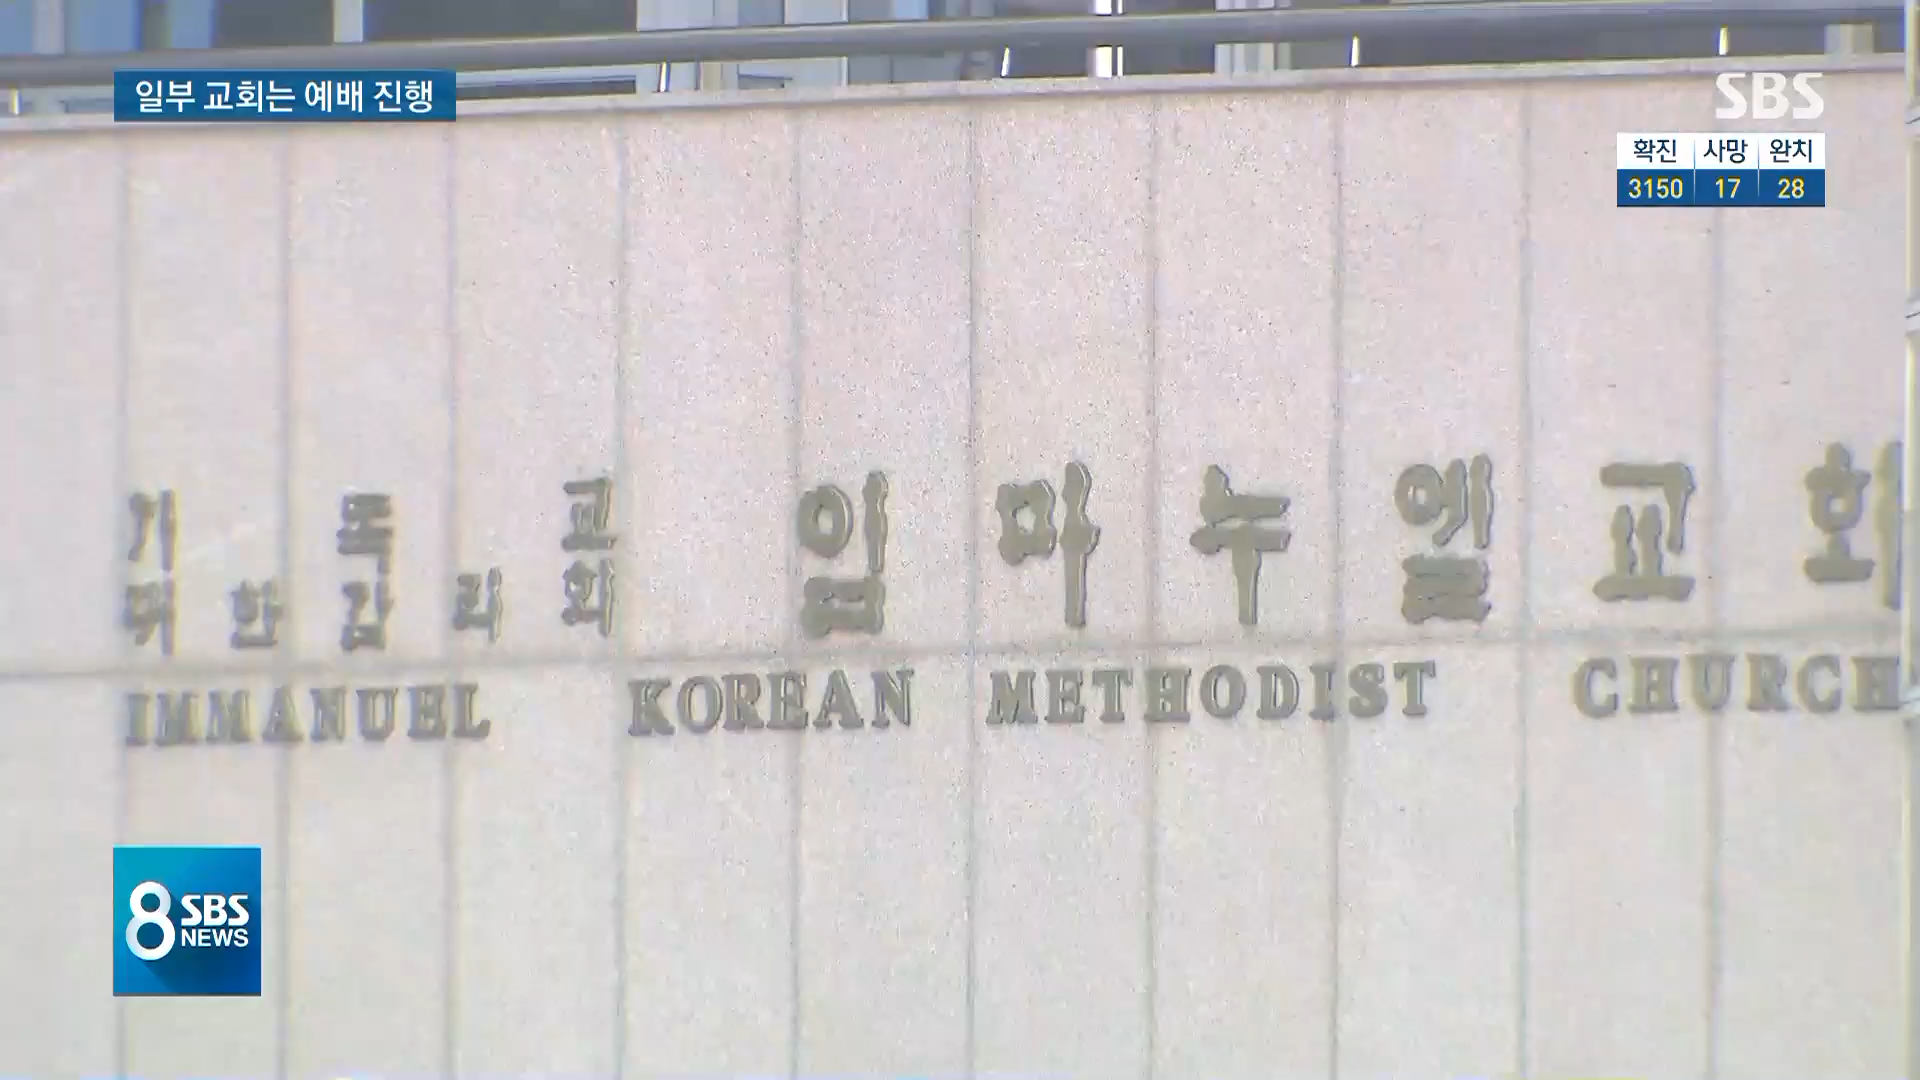 일부 교회는 예배 진행
SBS
확진 사망 완치
3150 17 28
기독교 임마누엘교회
대한감리회
IMMANUEL KOREAN METHODIST CHURCH
8 SBS NEWS